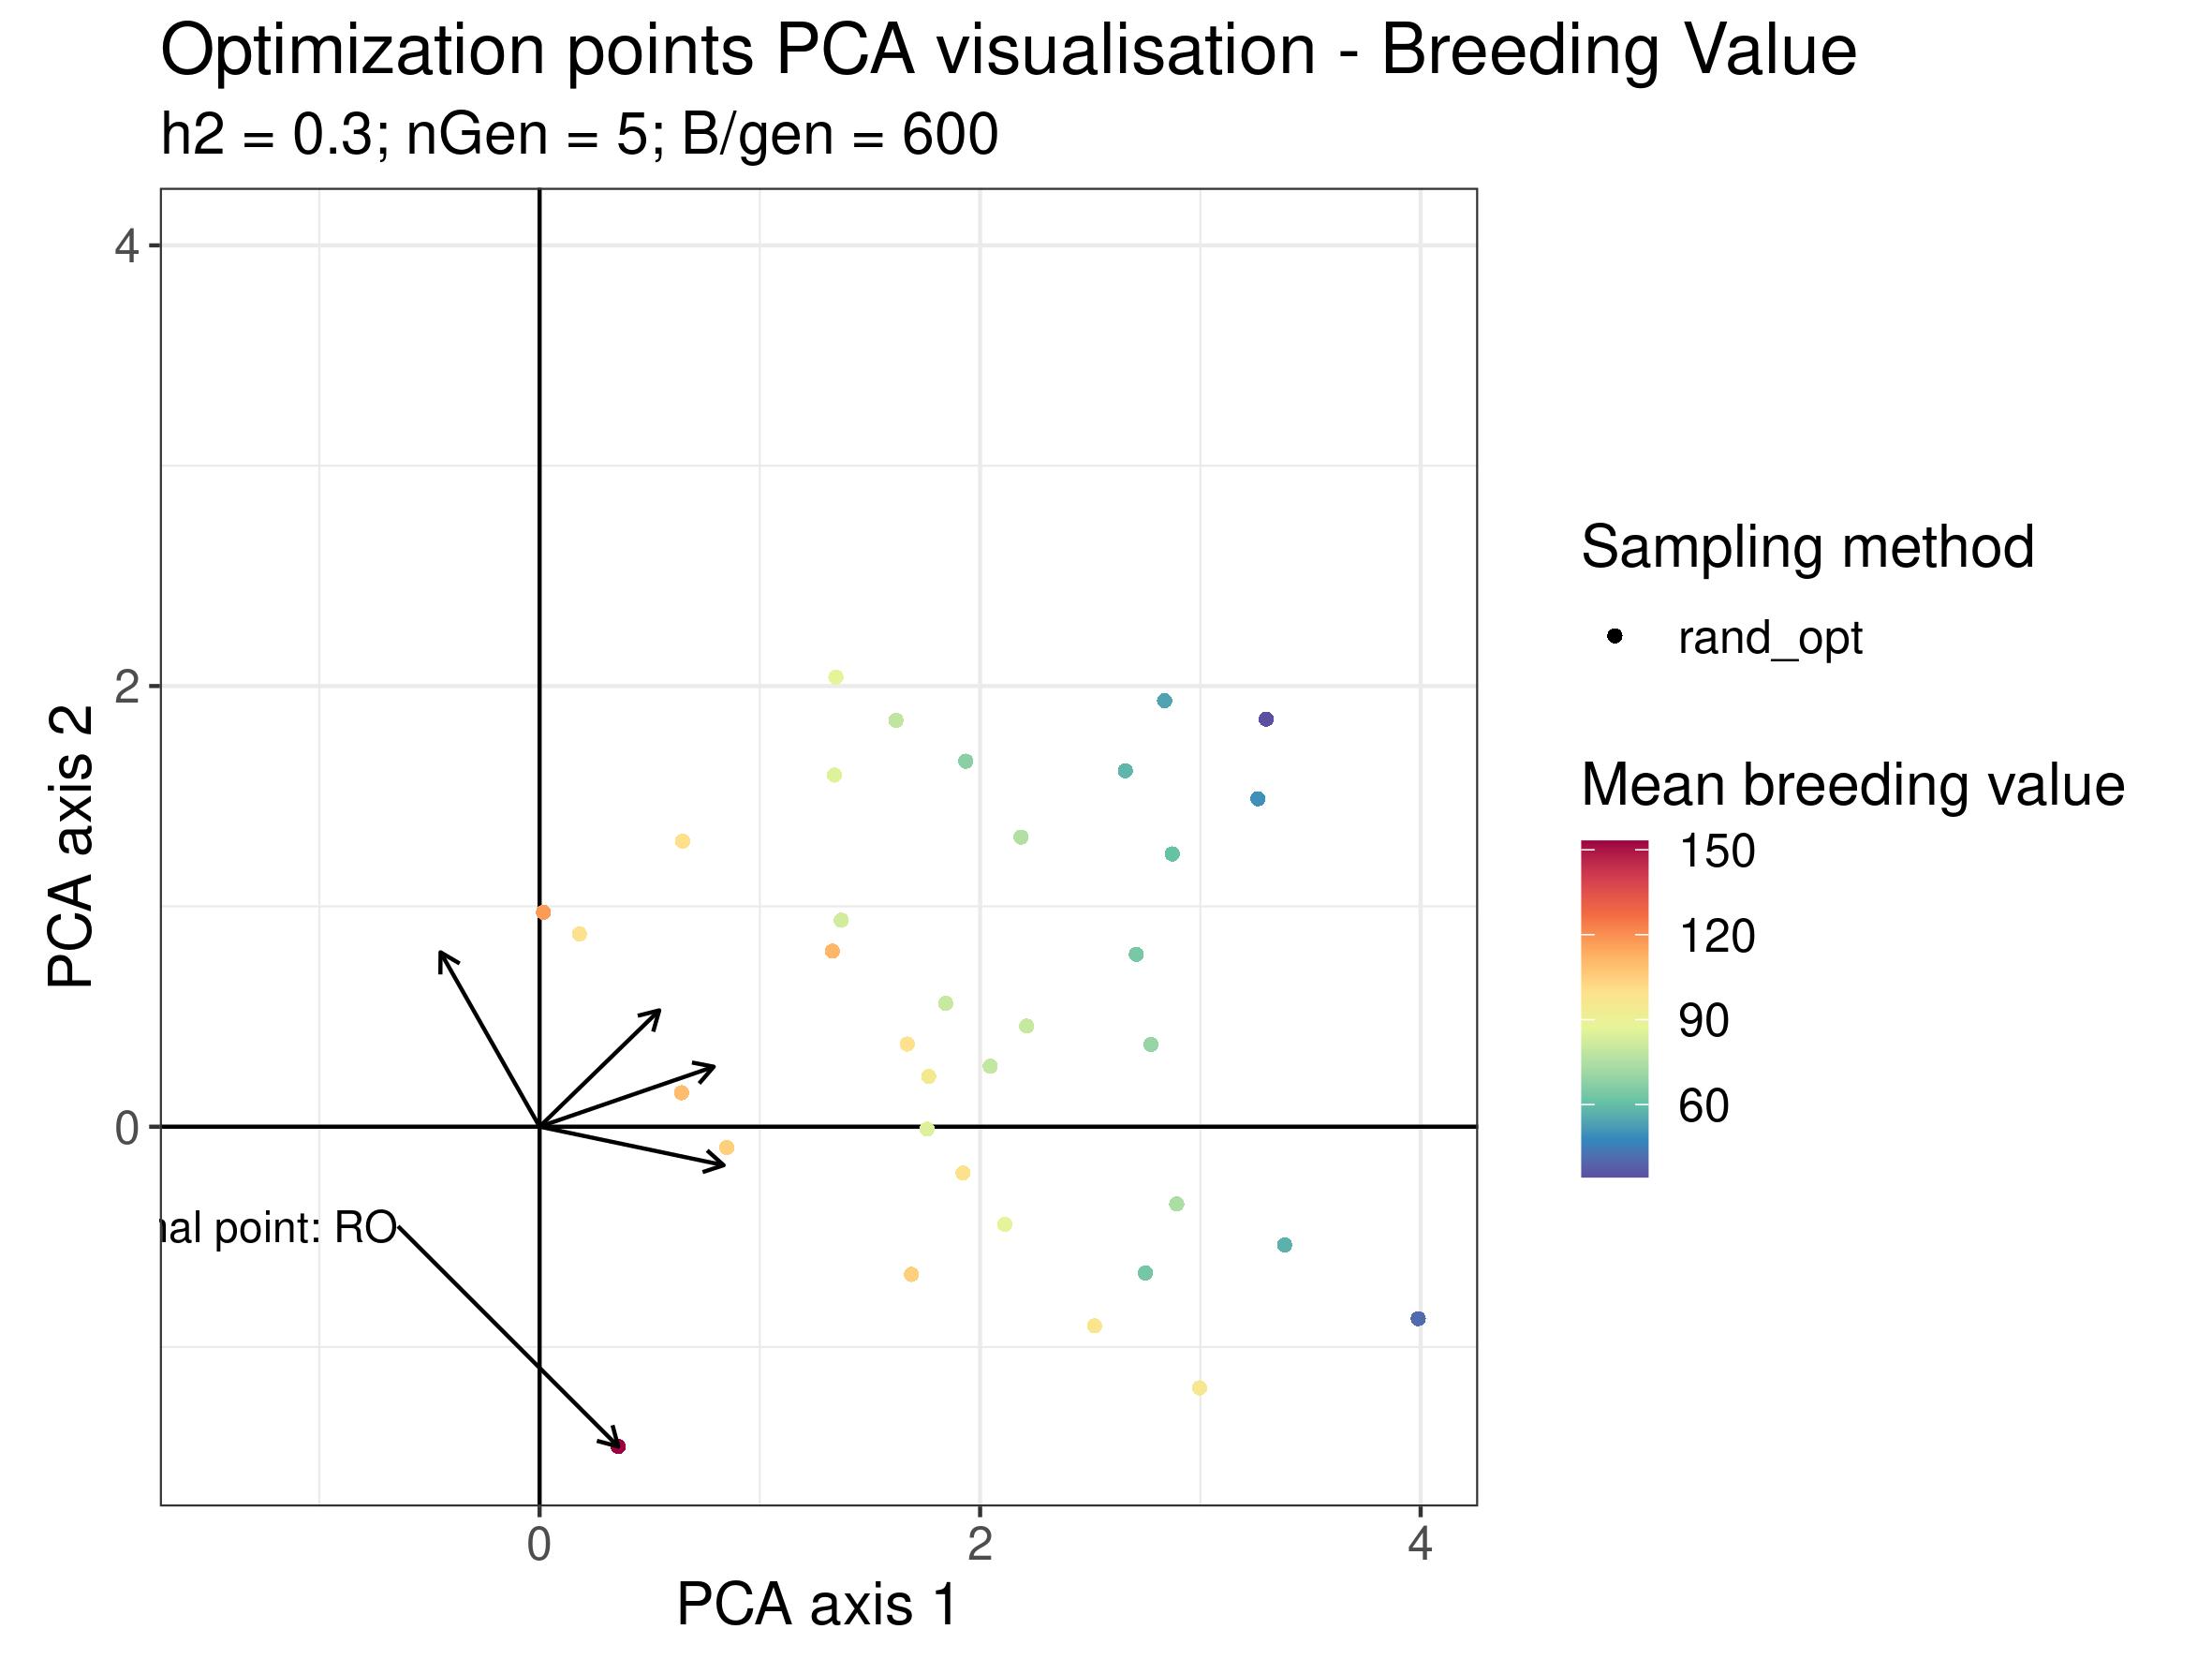 Optimization points PCA visualisation - Breeding Value
h2 = 0.3; nGen = 5; B/gen = 600
4
2
0
PCA axis 2
point: RO
0
2
4
PCA axis 1
Sampling method
rand_opt
Mean breeding value
150
120
90
60